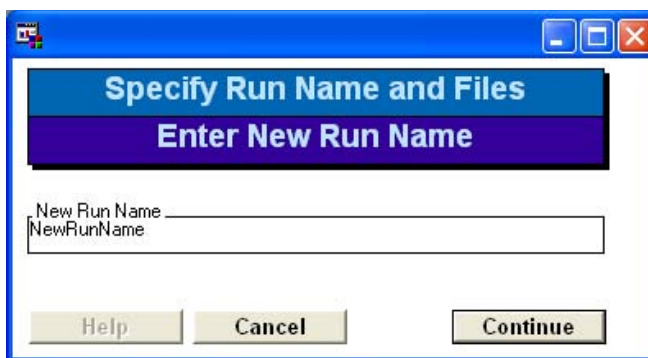 Specify Run Name and Files
Enter New Run Name
New Run Name
NewRunName
Help Cancel Continue